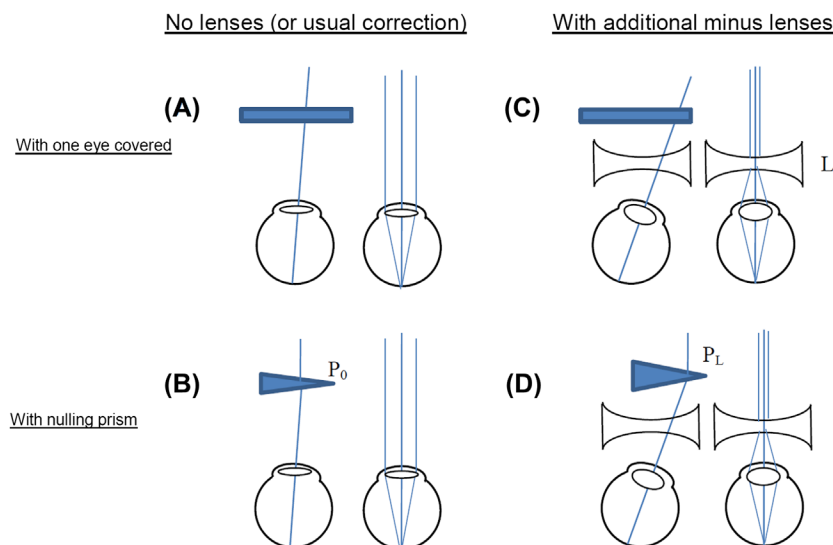 No lenses (or usual correction)
With additional minus lenses
(A)
(C)
With one eye covered
L
P0
PL
(B)
(D)
With nulling prism